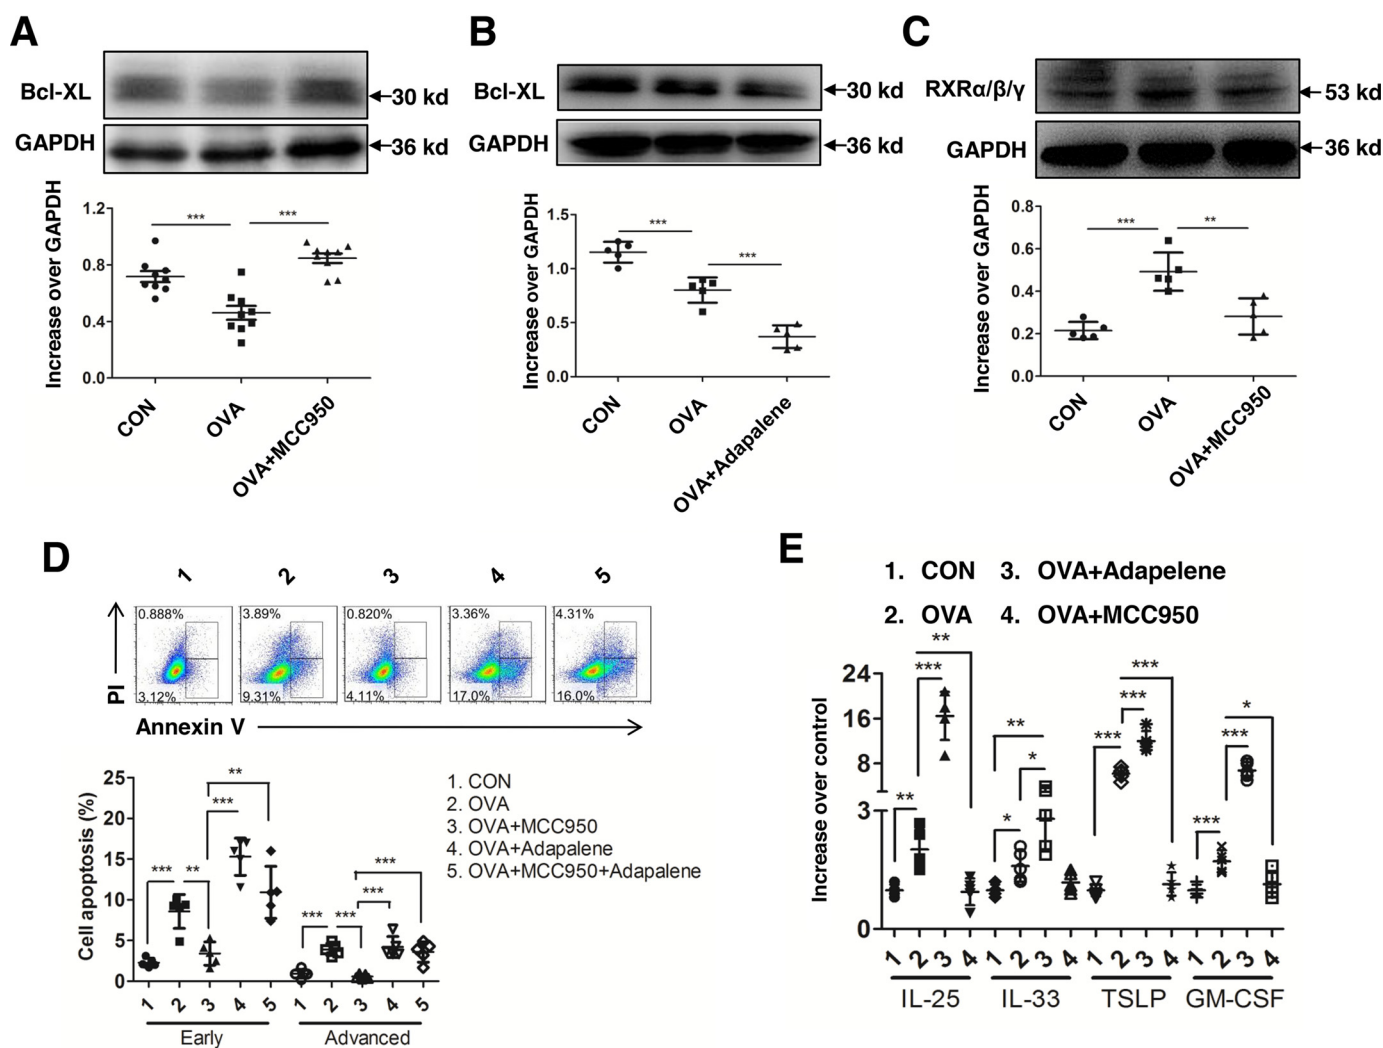 A
Bcl-XL
30 kd
GAPDH
36 kd
Increase over GAPDH
1.2
0.8
0.4
0.0
***
***
CON
OVA
OVA+MCC950
B
Bcl-XL
30 kd
GAPDH
36 kd
Increase over GAPDH
1.5
1.0
0.5
0.0
***
***
CON
OVA
OVA+Adapalene
C
RXRα/β/γ
53 kd
GAPDH
36 kd
Increase over GAPDH
0.8
0.6
0.4
0.2
0.0
***
**
CON
OVA
OVA+MCC950
D
1 2 3 4 5
0.888% 3.89% 0.820% 3.36% 4.31%
3.12% 9.31% 4.11% 17.0% 16.0%
PI
Annexin V
Cell apoptosis (%)
25
20
15
10
5
0
**
***
*** **
***
***
*** ***
1 2 3 4 5 1 2 3 4 5
Early Advanced
1. CON
2. OVA
3. OVA+MCC950
4. OVA+Adapalene
5. OVA+MCC950+Adapalene
E
1. CON 3. OVA+Adapelene
2. OVA 4. OVA+MCC950
Increase over control
24
16
8
3
0
**
***
**
**
*
*
***
***
***
*
***
***
1 2 3 4 1 2 3 4 1 2 3 4 1 2 3 4
IL-25 IL-33 TSLP GM-CSF